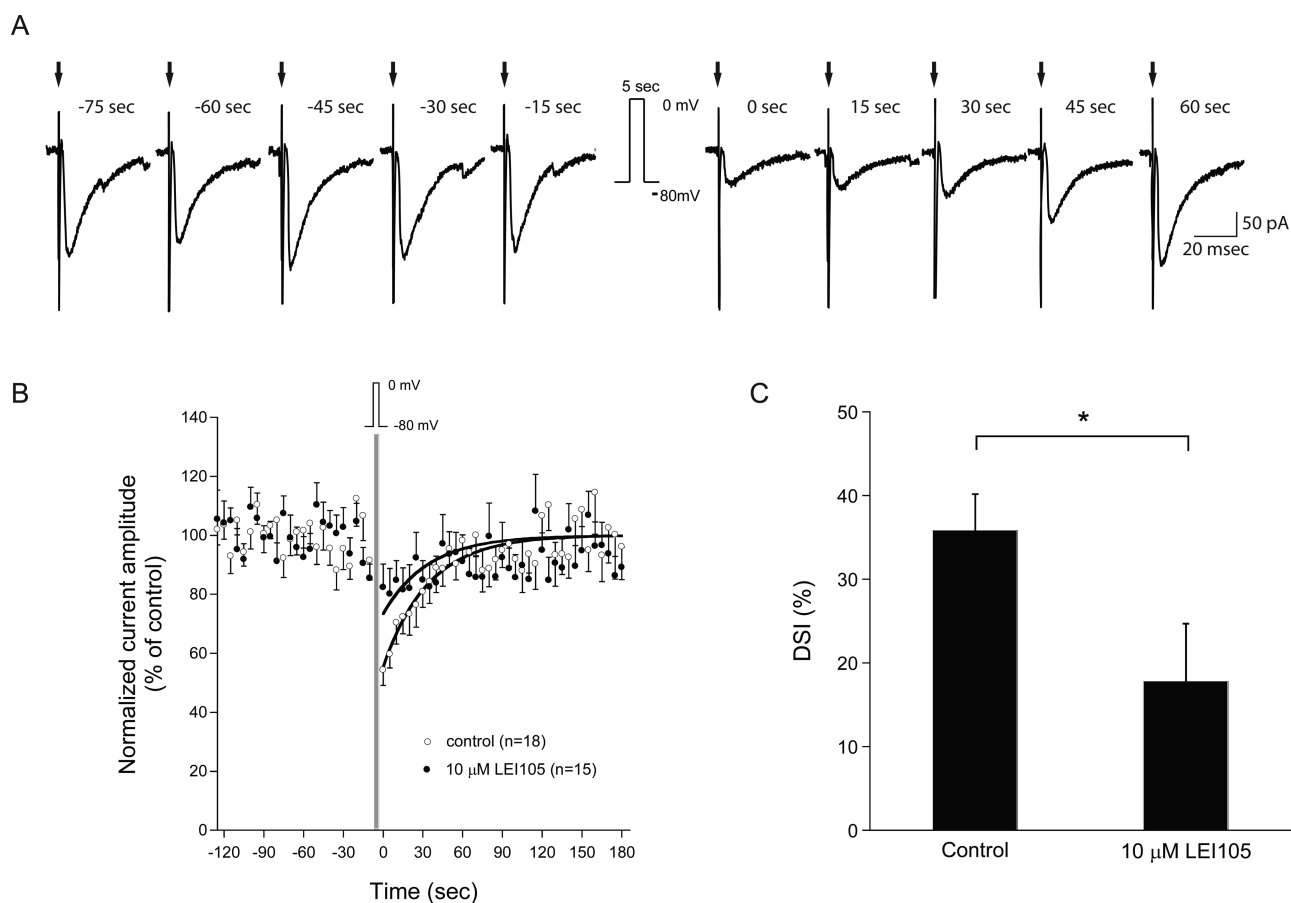 A
-75 sec -60 sec -45 sec -30 sec -15 sec 5 sec 0 mV 0 sec 15 sec 30 sec 45 sec 60 sec
-80mV
50 pA
20 msec
B
0 mV
-80 mV
Normalized current amplitude
(% of control)
140
120
100
80
60
40
20
0
control (n=18)
10 µM LEI105 (n=15)
-120 -90 -60 -30 0 30 60 90 120 150 180
Time (sec)
C
DSI (%)
50
40
30
20
10
0
*
Control 10 µM LEI105